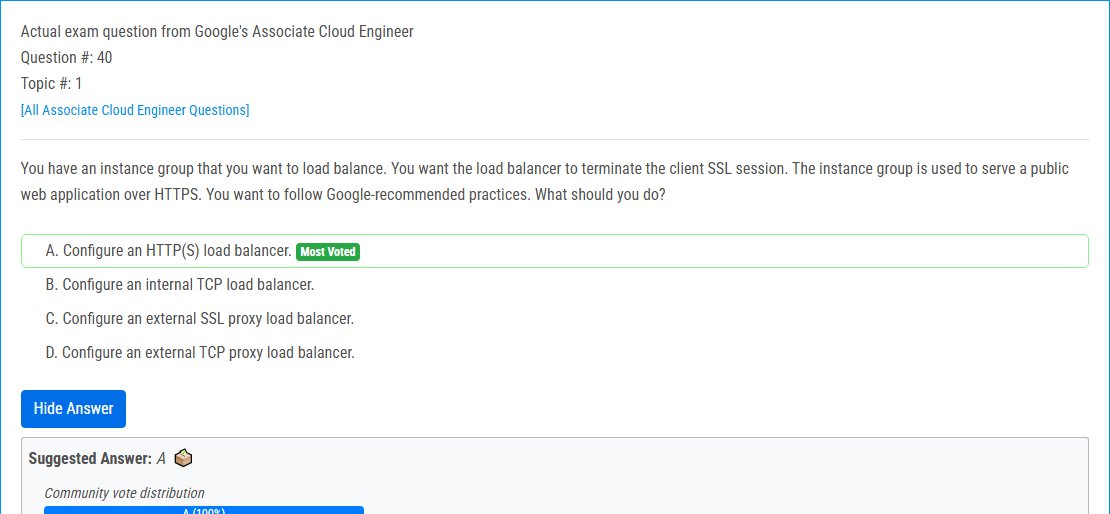 Actual exam question from Google's Associate Cloud Engineer
Question #: 40
Topic #: 1
[All Associate Cloud Engineer Questions]
You have an instance group that you want to load balance. You want the load balancer to terminate the client SSL session. The instance group is used to serve a public
web application over HTTPS. You want to follow Google-recommended practices. What should you do?
A. Configure an HTTP(S) load balancer. Most Voted
B. Configure an internal TCP load balancer.
C. Configure an external SSL proxy load balancer.
D. Configure an external TCP proxy load balancer.
Hide Answer
Suggested Answer: A
Community vote distribution
A (100%)